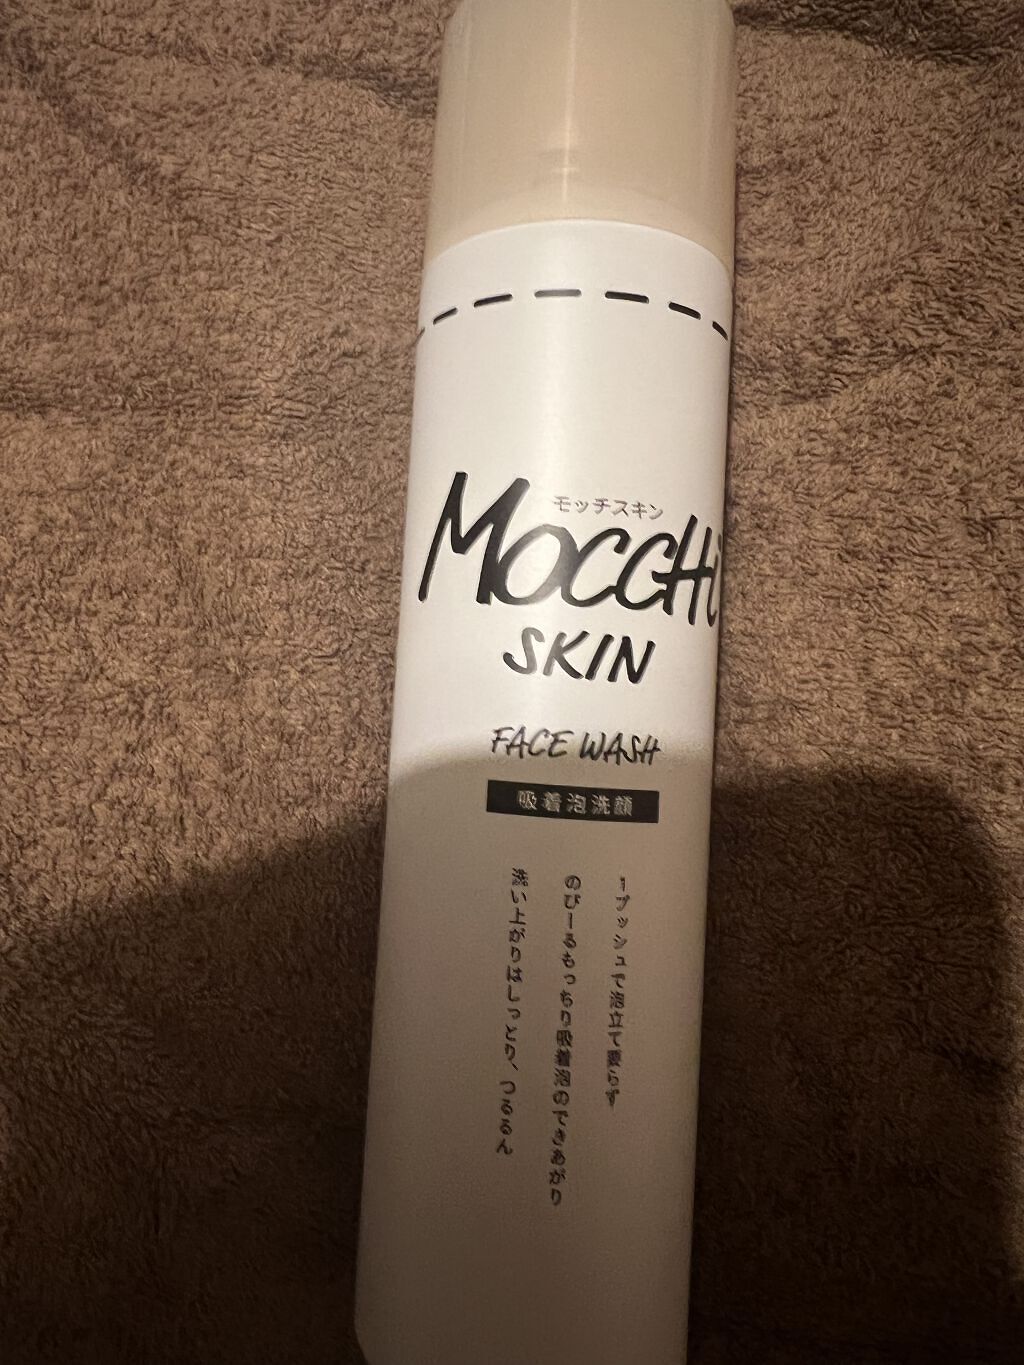 モッチスキン
MOCCHi
SKIN
FACE WASH
吸着泡洗顔
1プッシュで泡立て要らず
のびーるもっちり吸着泡のできあがり
洗い上がりはしっとり、つるるん